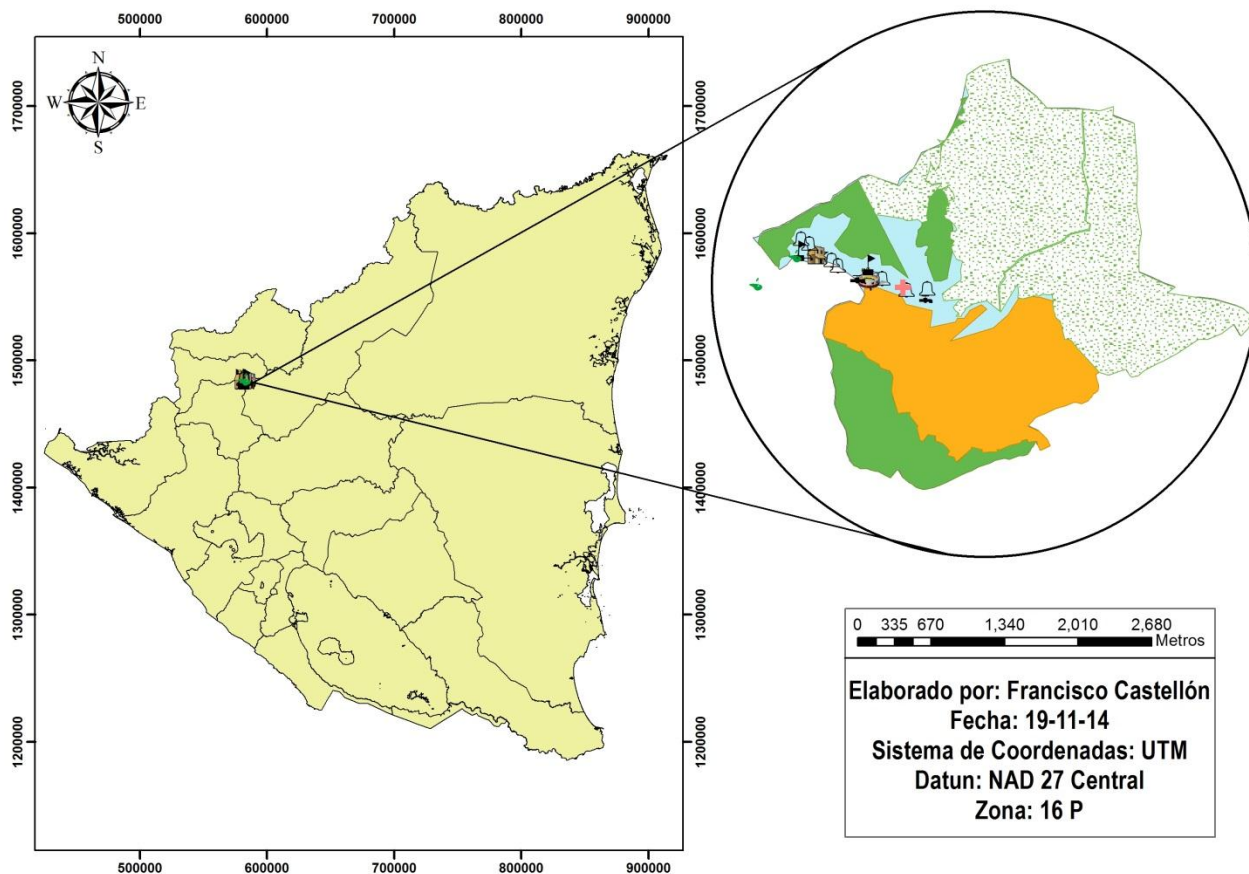 500000 600000 700000 800000 900000
N
W E
S
1700000
1600000
1500000
1400000
1300000
1200000
1700000
1600000
1500000
1400000
1300000
1200000
500000 600000 700000 800000 900000
0 335 670 1,340 2,010 2,680
Metros
Elaborado por: Francisco Castellón
Fecha: 19-11-14
Sistema de Coordenadas: UTM
Datun: NAD 27 Central
Zona: 16 P